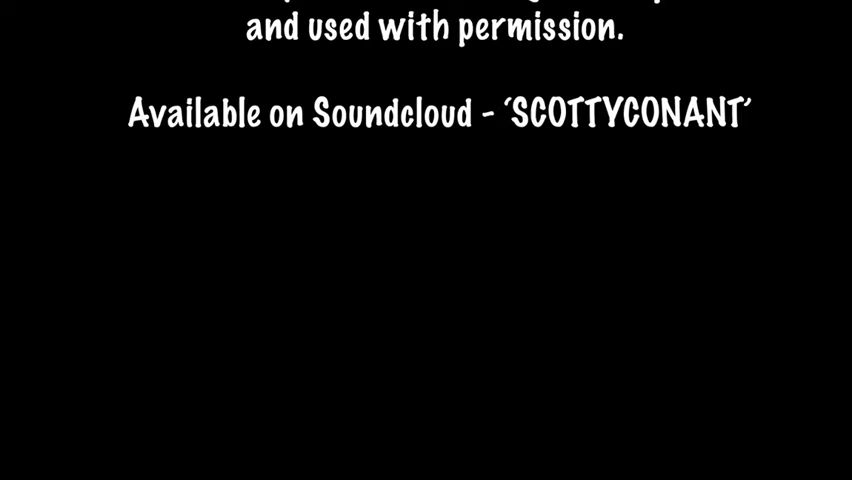 and used with permission.
Available on Soundcloud - ‘SCOTTYCONANT’